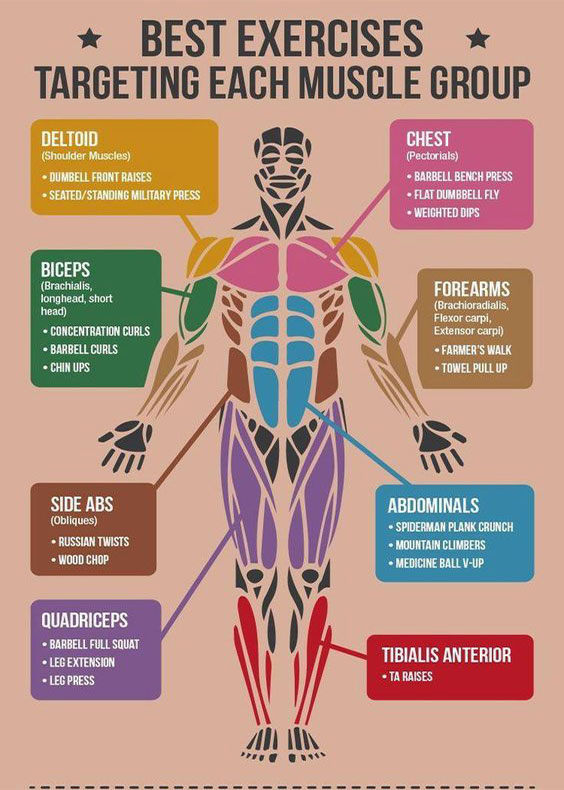 BEST EXERCISES
TARGETING EACH MUSCLE GROUP
DELTOID
(Shoulder Muscles)
• DUMBELL FRONT RAISES
• SEATED/STANDING MILITARY PRESS
CHEST
(Pectorials)
• BARBELL BENCH PRESS
• FLAT DUMBBELL FLY
• WEIGHTED DIPS
BICEPS
(Brachialis,
longhead, short
head)
• CONCENTRATION CURLS
• BARBELL CURLS
• CHIN UPS
FOREARMS
(Brachioradialis,
Flexor carpi,
Extensor carpi)
• FARMER'S WALK
• TOWEL PULL UP
SIDE ABS
(Obliques)
• RUSSIAN TWISTS
• WOOD CHOP
ABDOMINALS
• SPIDERMAN PLANK CRUNCH
• MOUNTAIN CLIMBERS
• MEDICINE BALL V-UP
QUADRICEPS
• BARBELL FULL SQUAT
• LEG EXTENSION
• LEG PRESS
TIBIALIS ANTERIOR
• TA RAISES